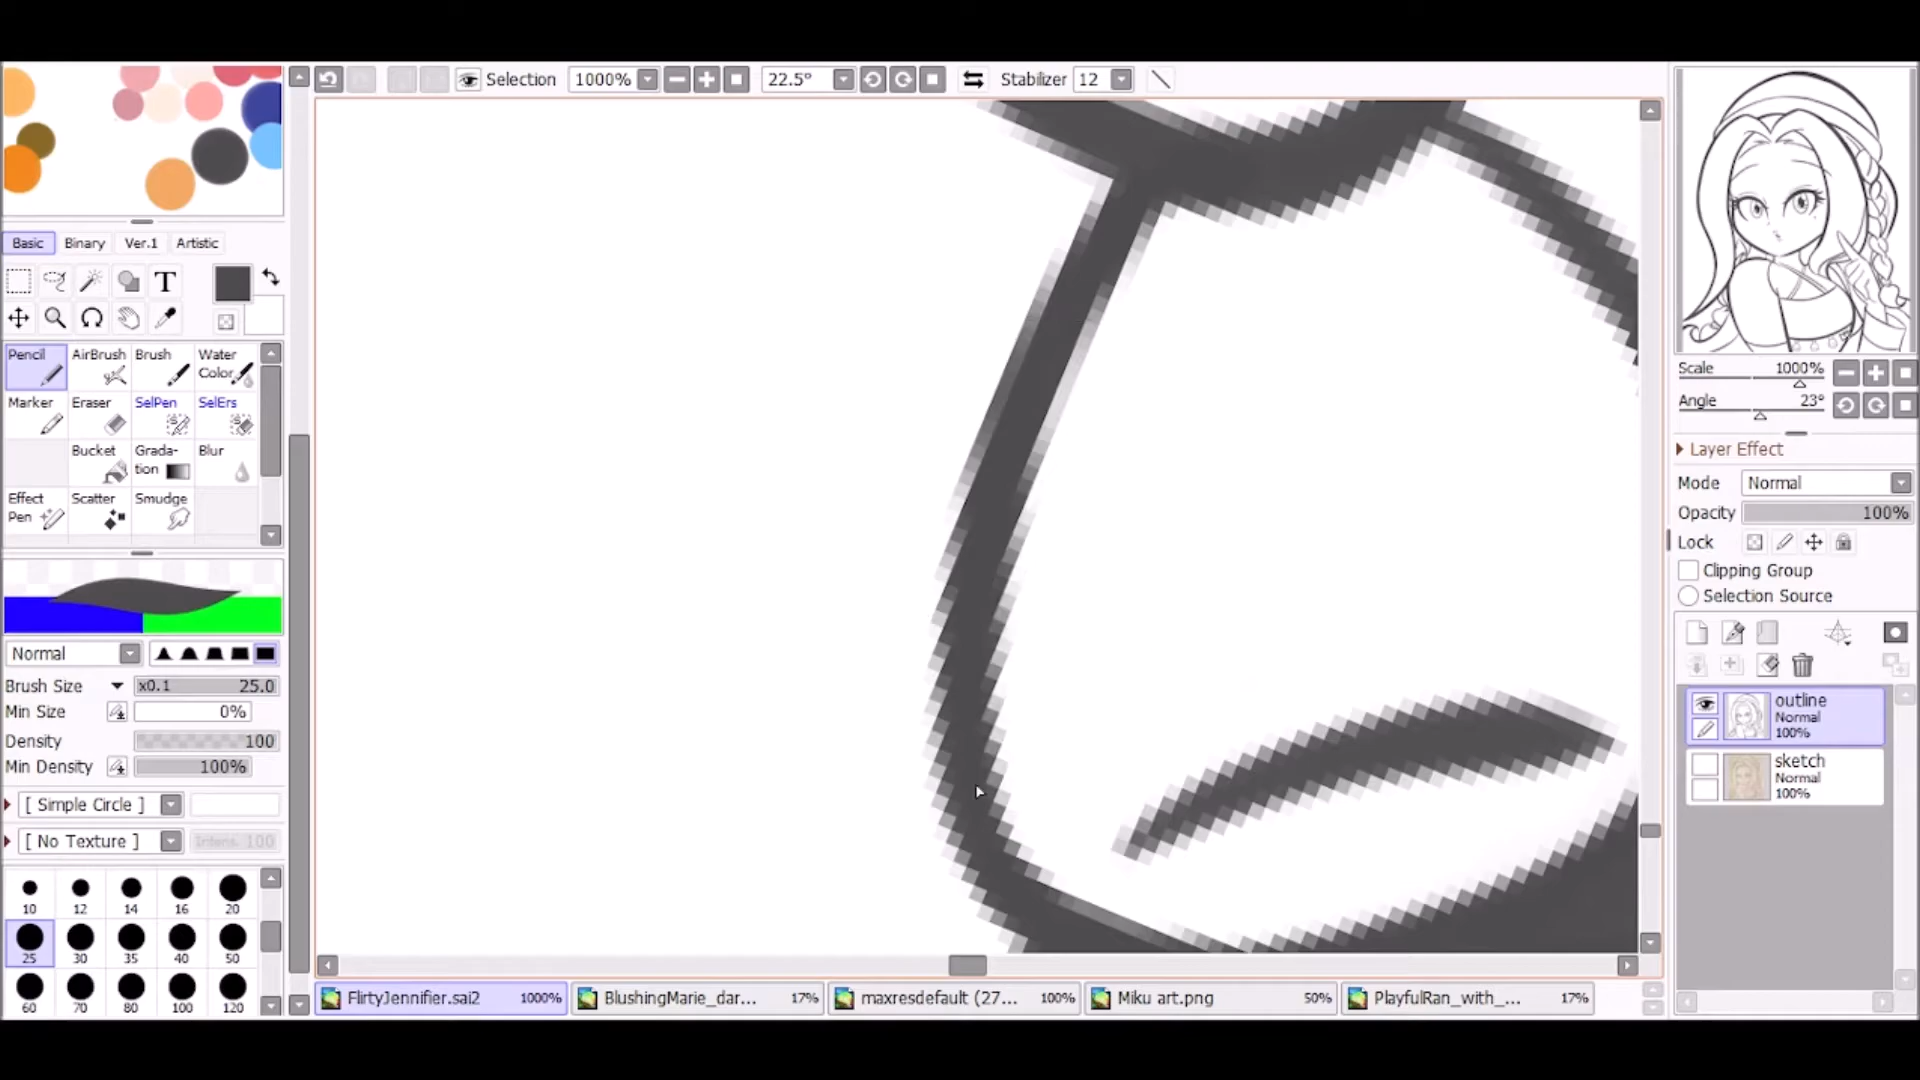 Selection 1000% 22.5° Stabilizer 12
Basic Binary Ver.1 Artistic
T
Pencil AirBrush Brush Water Color
Marker Eraser SelPen SelErs
Bucket Grada-tion Blur
Effect Pen Scatter Smudge
Normal
Brush Size x0.1 25.0
Min Size 0%
Density 100
Min Density 100%
[ Simple Circle ]
[ No Texture ] Intens. 100
10 12 14 16 20
25 30 35 40 50
60 70 80 100 120
FlirtyJennifier.sai2 1000% BlushingMarie_dar... 17% maxresdefault (27... 100% Miku art.png 50% PlayfulRan_with_... 17%
Scale 1000%
Angle 23°
Layer Effect
Mode Normal
Opacity 100%
Lock
Clipping Group
Selection Source
outline
Normal
100%
sketch
Normal
100%